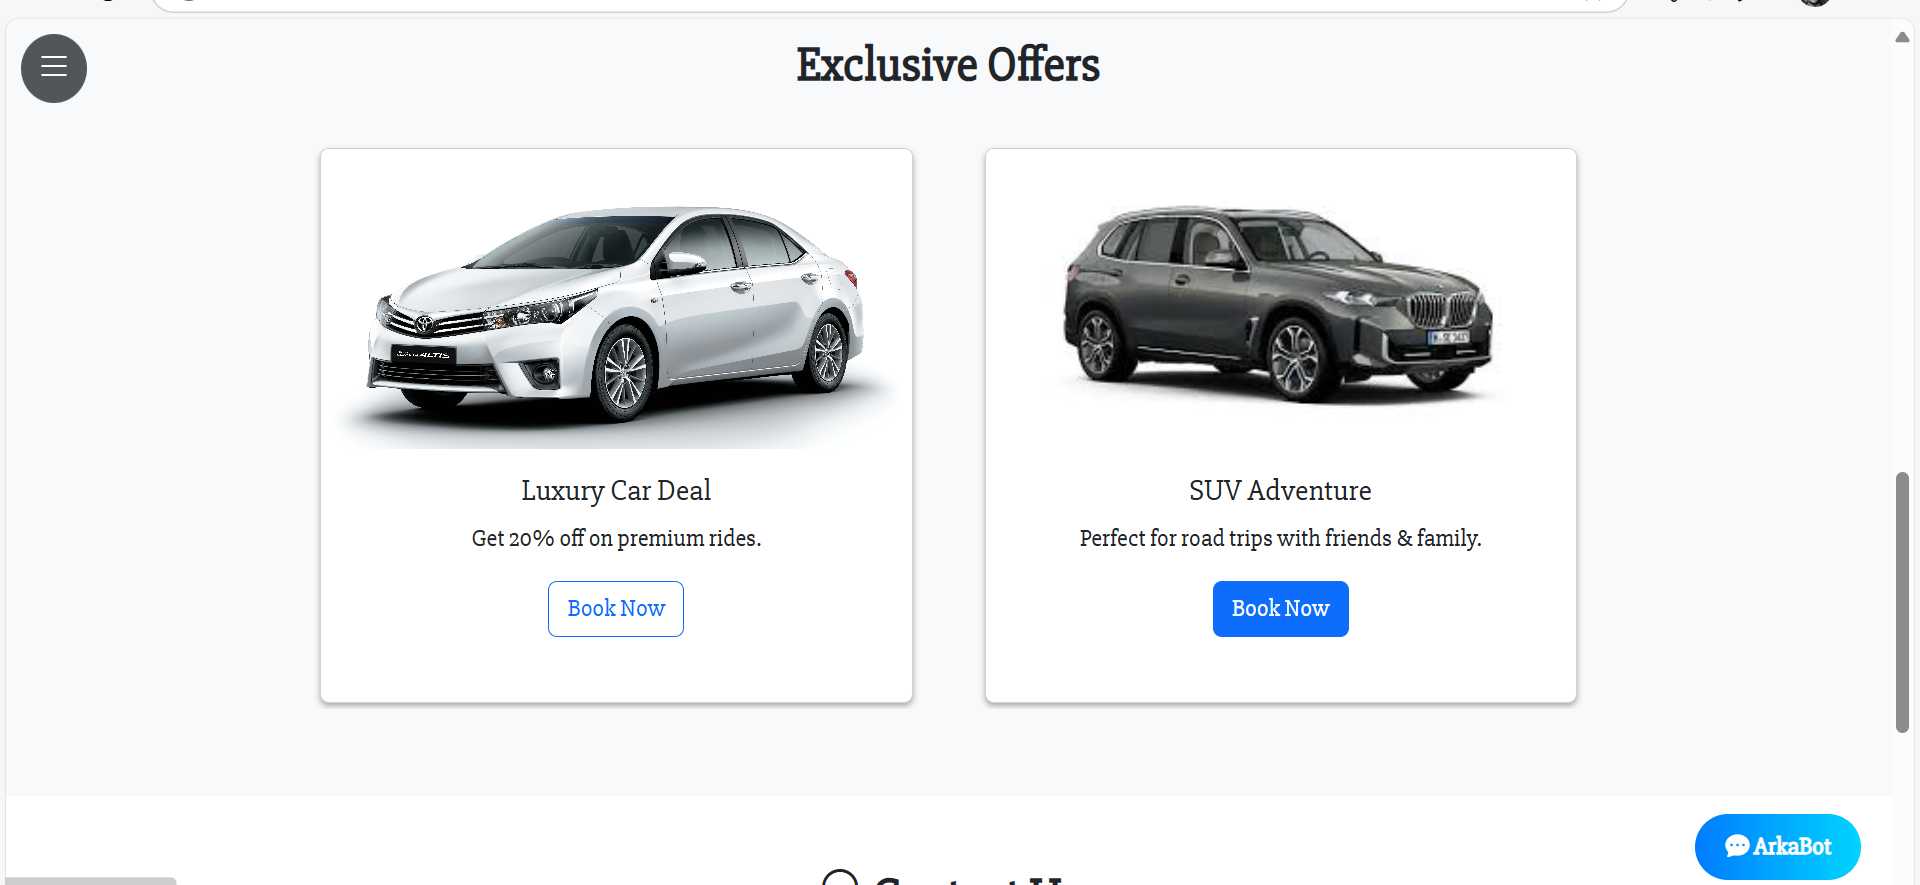 Exclusive Offers
ALTIS
Luxury Car Deal
Get 20% off on premium rides.
Book Now
SUV Adventure
Perfect for road trips with friends & family.
Book Now
ArkaBot